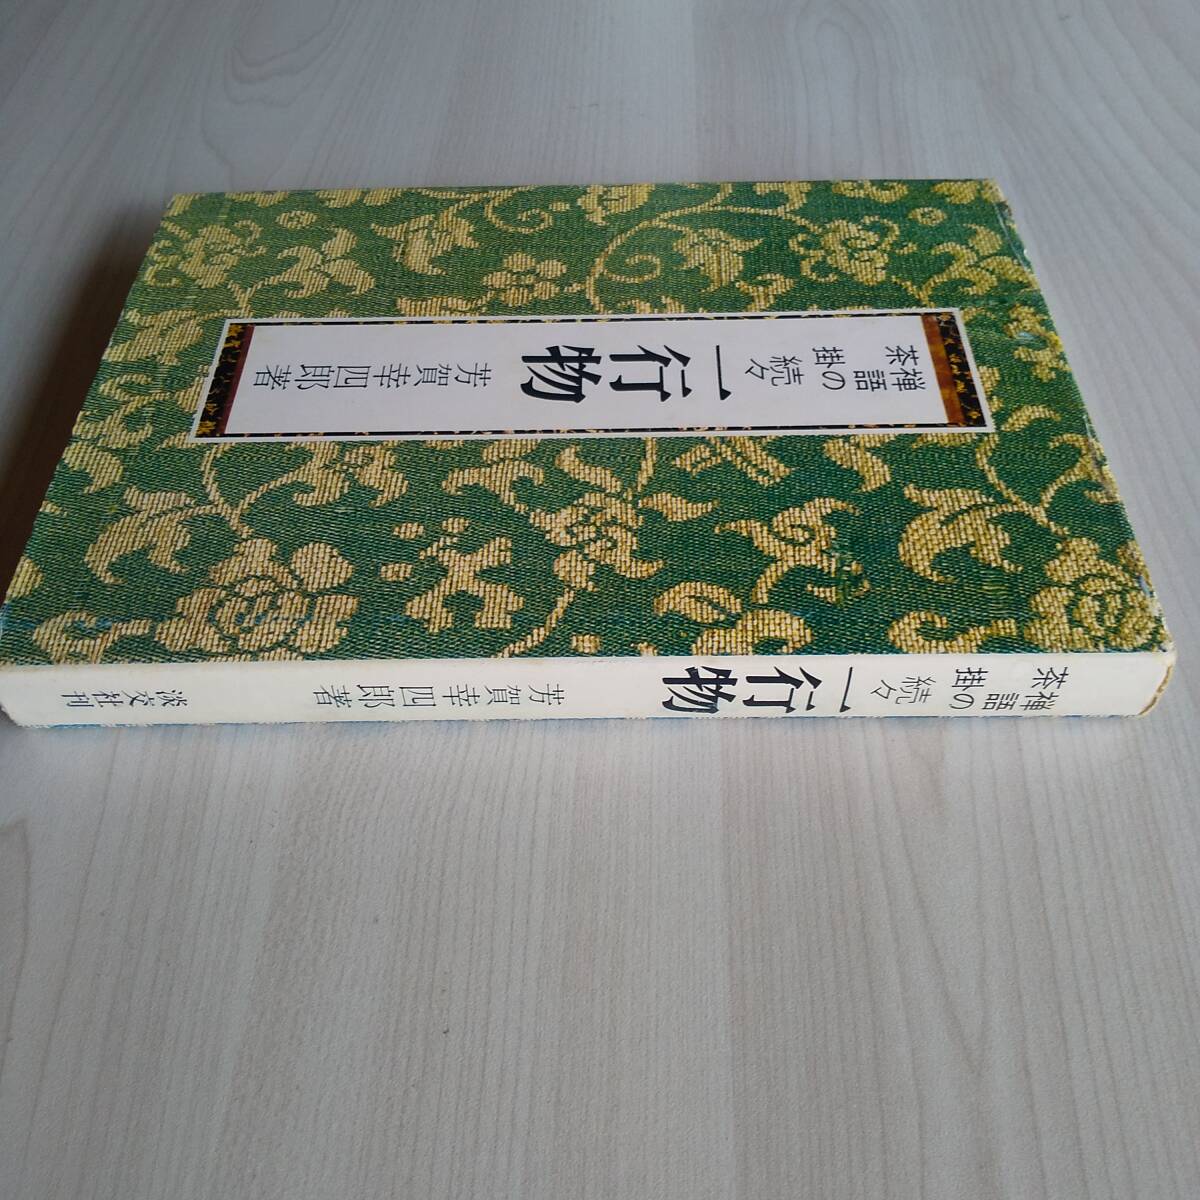 禅語の
茶掛 続々
一行物
芳賀幸四郎著
禅語の
茶掛 続々
一行物
芳賀幸四郎著
淡交社刊